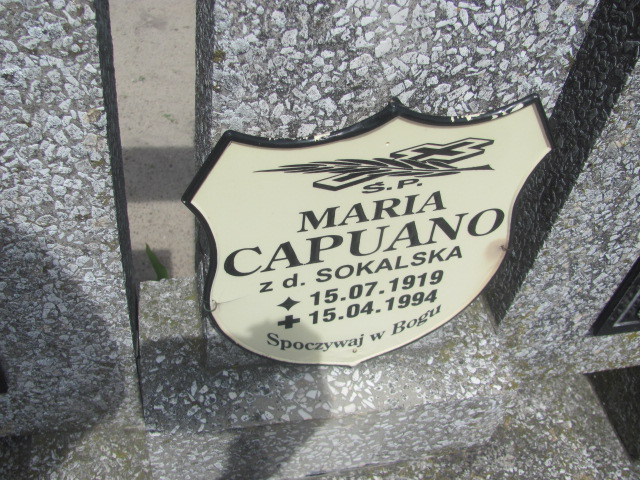 S.P.
MARIA
CAPUANO
z d. SOKALSKA
✦ 15.07.1919
✚ 15.04.1994
Spoczywaj w Bogu